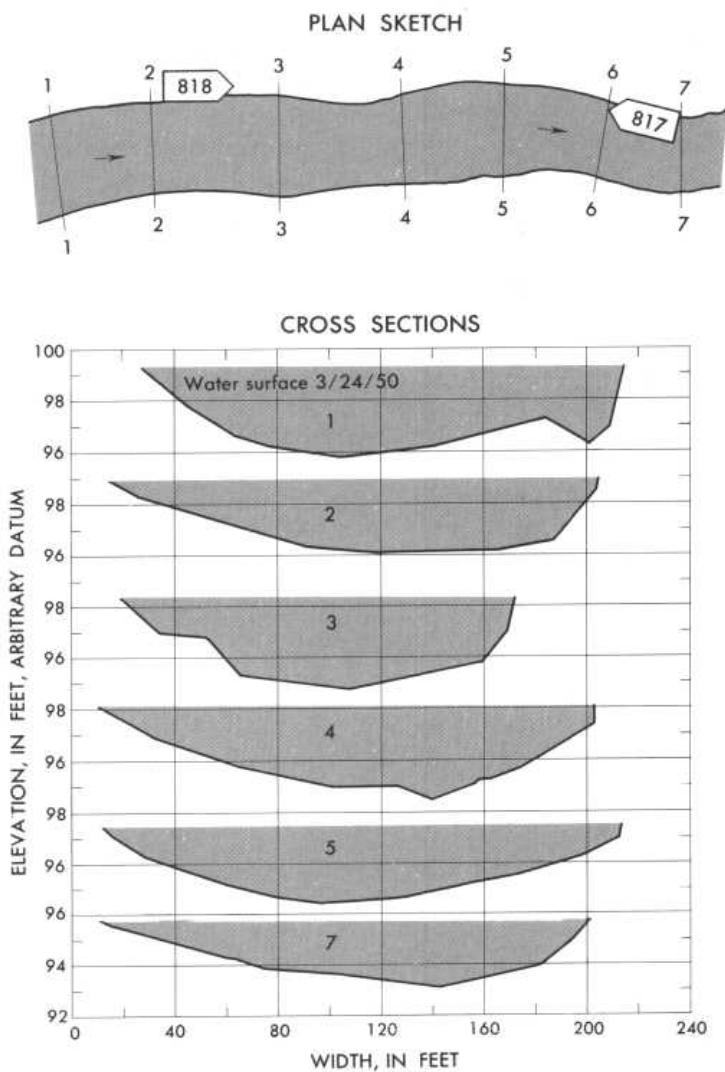 PLAN SKETCH
1 2 818 3 4 5 6 817 7
1 2 3 4 5 6 7
CROSS SECTIONS
ELEVATION, IN FEET, ARBITRARY DATUM
100
Water surface 3/24/50
98
1
96
98
2
96
98
3
96
98
4
96
98
5
96
96
7
94
92
0 40 80 120 160 200 240
WIDTH, IN FEET